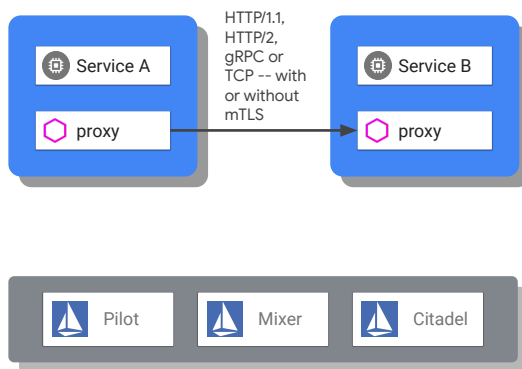 HTTP/1.1,
HTTP/2,
gRPC or
TCP -- with
or without
mTLS
Service A
proxy
Service B
proxy
Pilot
Mixer
Citadel